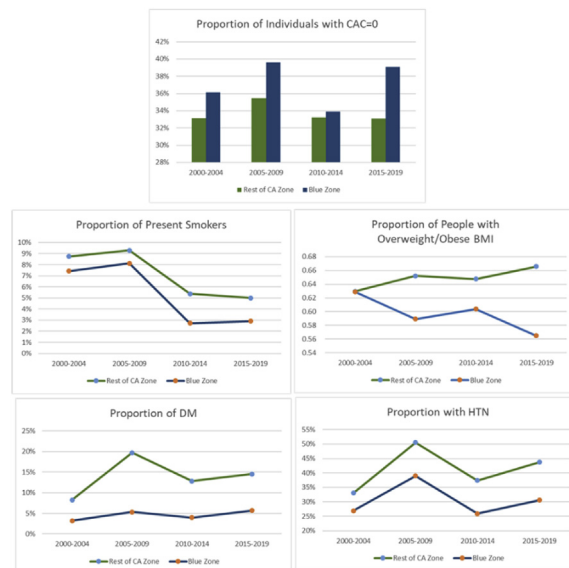 Proportion of Individuals with CAC=0
42%
40%
38%
36%
34%
32%
30%
28%
2000-2004 2005-2009 2010-2014 2015-2019
Rest of CA Zone Blue Zone
Proportion of Present Smokers
10%
9%
8%
7%
6%
5%
4%
3%
2%
1%
0%
2000-2004 2005-2009 2010-2014 2015-2019
Rest of CA Zone Blue Zone
Proportion of People with
Overweight/Obese BMI
0.68
0.66
0.64
0.62
0.60
0.58
0.56
0.54
2000-2004 2005-2009 2010-2014 2015-2019
Rest of CA Zone Blue Zone
Proportion of DM
25%
20%
15%
10%
5%
0%
2000-2004 2005-2009 2010-2014 2015-2019
Rest of CA Zone Blue Zone
Proportion with HTN
55%
50%
45%
40%
35%
30%
25%
20%
2000-2004 2005-2009 2010-2014 2015-2019
Rest of CA Zone Blue Zone